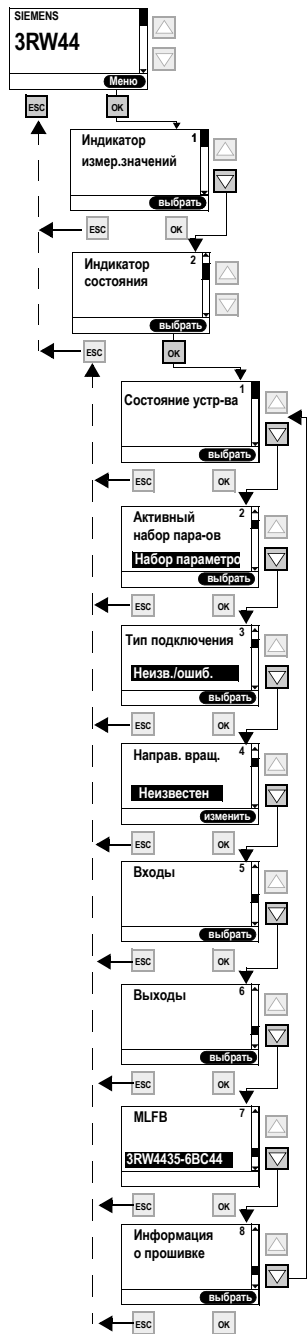 SIEMENS
3RW44
Меню
ESC
OK
Индикатор 1
измер.значений
выбрать
ESC
OK
Индикатор 2
состояния
выбрать
ESC
OK
1
Состояние устр-ва
выбрать
ESC
OK
Активный 2
набор пара-ов
Набор параметро
выбрать
ESC
OK
Тип подключения 3
Неизв./ошиб.
выбрать
ESC
OK
Направ. вращ. 4
Неизвестен
изменить
ESC
OK
Входы 5
выбрать
ESC
OK
Выходы 6
выбрать
ESC
OK
MLFB 7
3RW4435-6BC44
ESC
OK
Информация 8
о прошивке
выбрать
ESC
OK